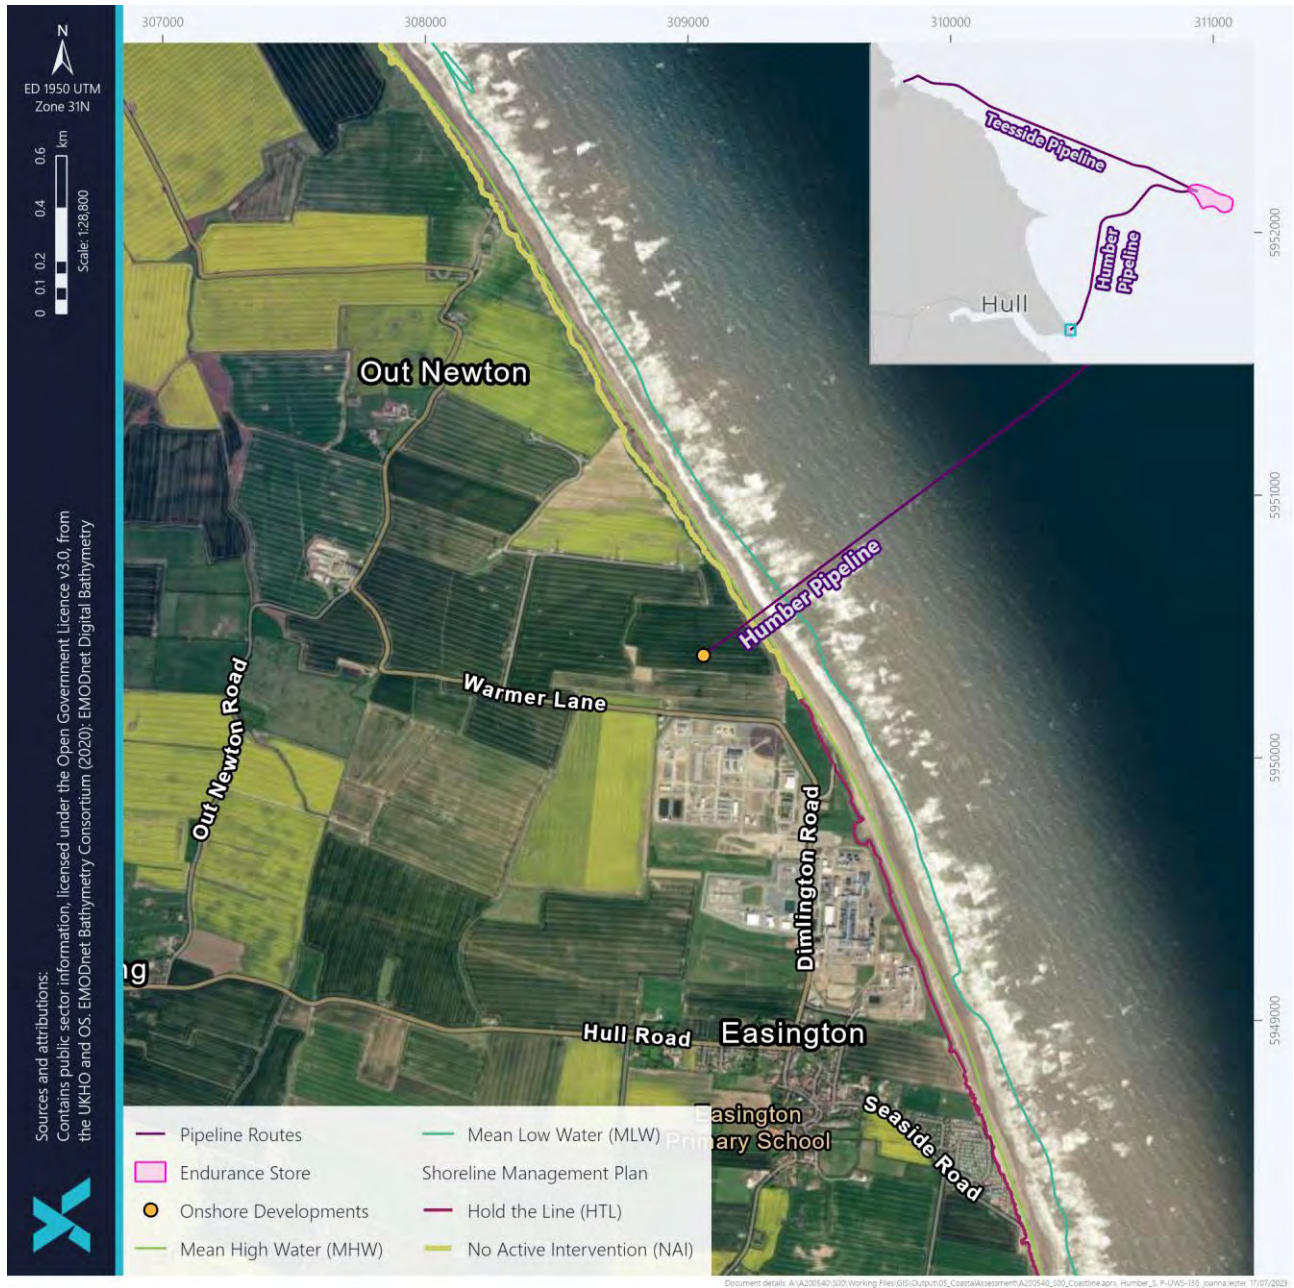 307000
308000
309000
310000
311000
N
ED 1950 UTM
Zone 31N
km
0 0.1 0.2 0.4 0.6
Scale: 1:28,800
Teesside Pipeline
Humber
Pipeline
Hull
5952000
Out Newton
5951000
Humber Pipeline
Warmer Lane
Out Newton Road
5950000
Dimlington Road
ng
Hull Road
Easington
5949000
Seaside Road
Easington
Primary School
Sources and attributions:
Contains public sector information, licensed under the Open Government Licence v3.0, from
the UKHO and OS. EMODnet Bathymetry Consortium (2020): EMODnet Digital Bathymetry
Pipeline Routes
Endurance Store
Onshore Developments
Mean High Water (MHW)
Mean Low Water (MLW)
Shoreline Management Plan
Hold the Line (HTL)
No Active Intervention (NAI)